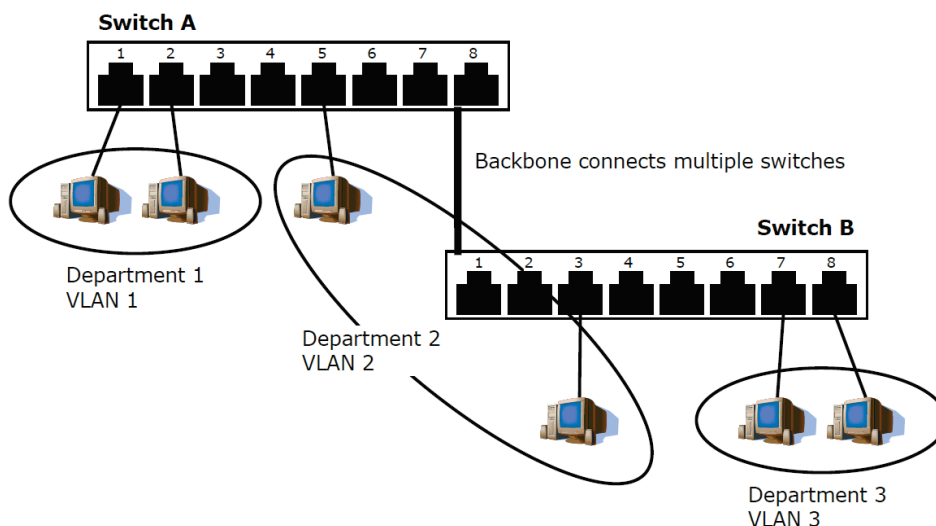 Switch A
1 2 3 4 5 6 7 8
Backbone connects multiple switches
Switch B
1 2 3 4 5 6 7 8
Department 1
VLAN 1
Department 2
VLAN 2
Department 3
VLAN 3